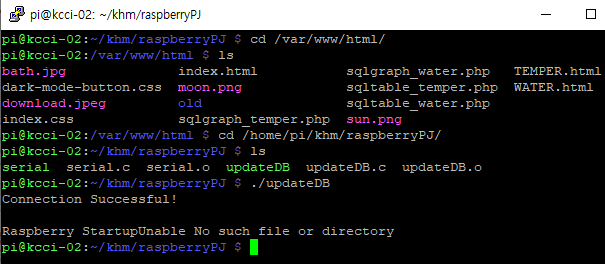 pi@kcci-02: ~/khm/raspberryPJ
pi@kcci-02:~/khm/raspberryPJ $ cd /var/www/html/
pi@kcci-02:/var/www/html $ ls
bath.jpg index.html sqlgraph_water.php TEMPER.html
dark-mode-button.css moon.png sqltable_temper.php WATER.html
download.jpeg old sqltable_water.php
index.css sqlgraph_temper.php sun.png
pi@kcci-02:/var/www/html $ cd /home/pi/khm/raspberryPJ/
pi@kcci-02:~/khm/raspberryPJ $ ls
serial serial.c serial.o updateDB updateDB.c updateDB.o
pi@kcci-02:~/khm/raspberryPJ $ ./updateDB
Connection Successful!
Raspberry StartupUnable No such file or directory
pi@kcci-02:~/khm/raspberryPJ $